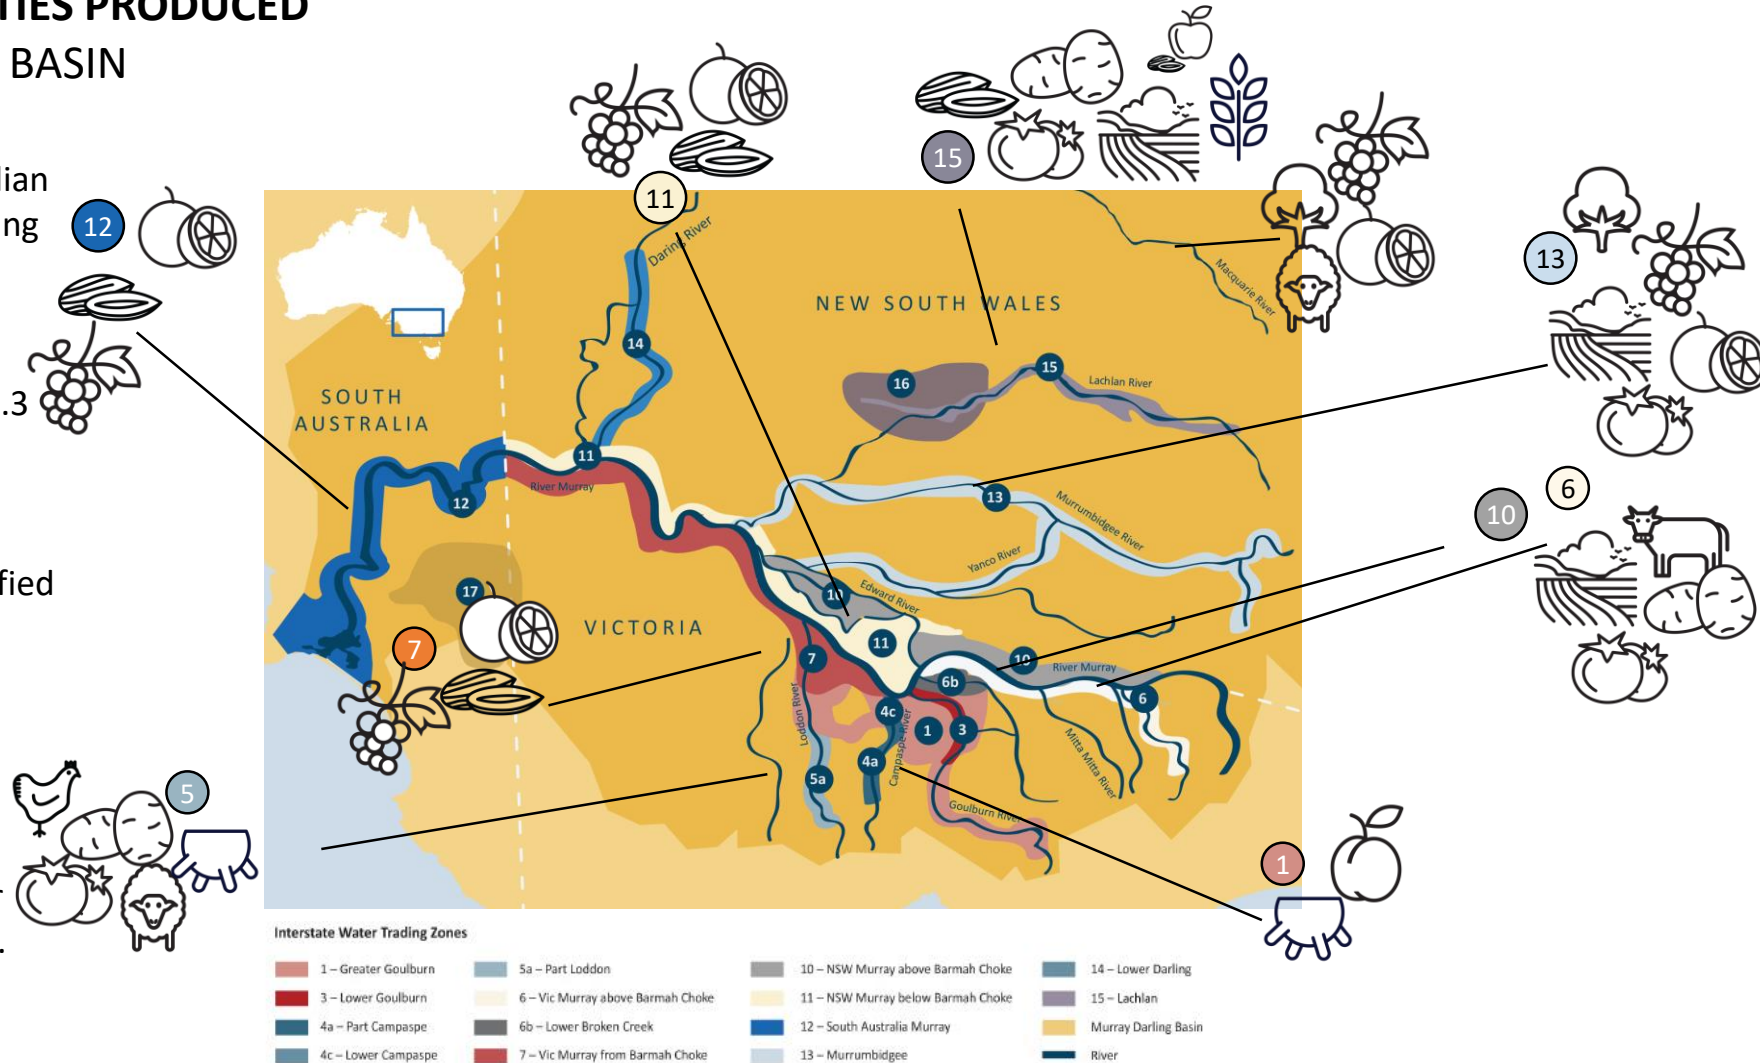 TIES PRODUCED
BASIN
lian
ng
.3
fied
.
12
11
15
13
10
6
7
5
1
Darling River
NEW SOUTH WALES
Macquarie River
SOUTH
AUSTRALIA
14
16
15
Lachlan River
11
12
River Murray
13
Murrumbidgee River
Yanco River
17
VICTORIA
10
Edward River
11
7
10
River Murray
6b
6
4c
1
3
4a
5a
Loddon River
Campaspe River
Mitta Mitta River
Goulburn River
Interstate Water Trading Zones
1 – Greater Goulburn
3 – Lower Goulburn
4a – Part Campaspe
4c – Lower Campaspe
5a – Part Loddon
6 – Vic Murray above Barmah Choke
6b – Lower Broken Creek
7 – Vic Murray from Barmah Choke
10 – NSW Murray above Barmah Choke
11 – NSW Murray below Barmah Choke
12 – South Australia Murray
13 – Murrumbidgee
14 – Lower Darling
15 – Lachlan
Murray Darling Basin
River